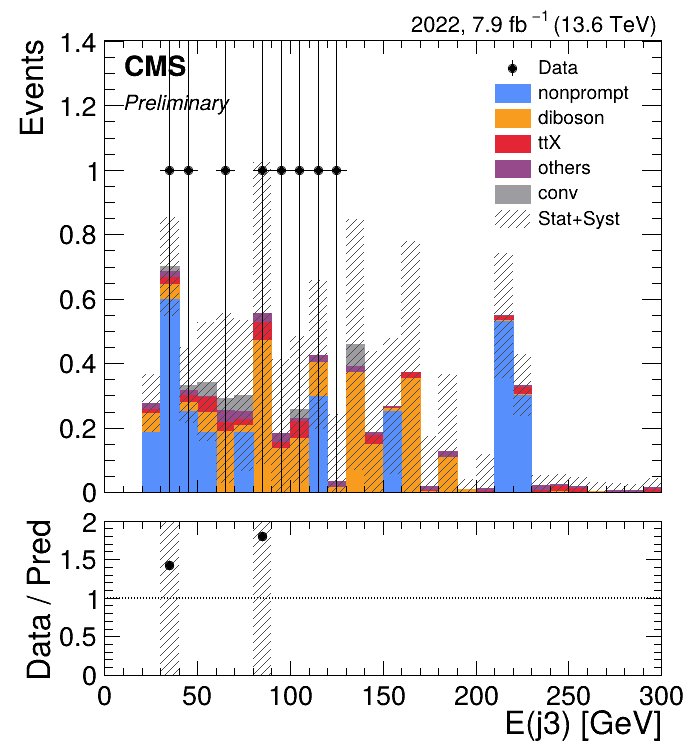 2022, 7.9 fb⁻¹ (13.6 TeV)
Events
1.4
1.2
1
0.8
0.6
0.4
0.2
0
CMS
Preliminary
Data
nonprompt
diboson
ttX
others
conv
Stat+Syst
Data / Pred
2
1.5
1
0.5
0
0 50 100 150 200 250 300
E(j3) [GeV]